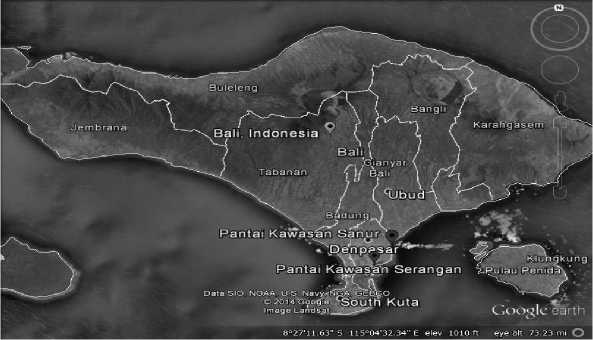 N
Buleleng
Bangli
Jembrana
Karangasem
Bali, Indonesia
Bali
Gianyar
Tabanan
Bali
Ubud
Badung
Pantai Kawasan Sanur
Denpasar
Klungkung
Pantai Kawasan Serangan
Pulau Penida
Data SIO, NOAA, U.S. Navy, NGA, GEBCO
© 2014 Google
South Kuta
Image Landsat
Google earth
8°27'11.63" S 115°04'32.34" E elev 1010 ft eye alt 73.23 mi